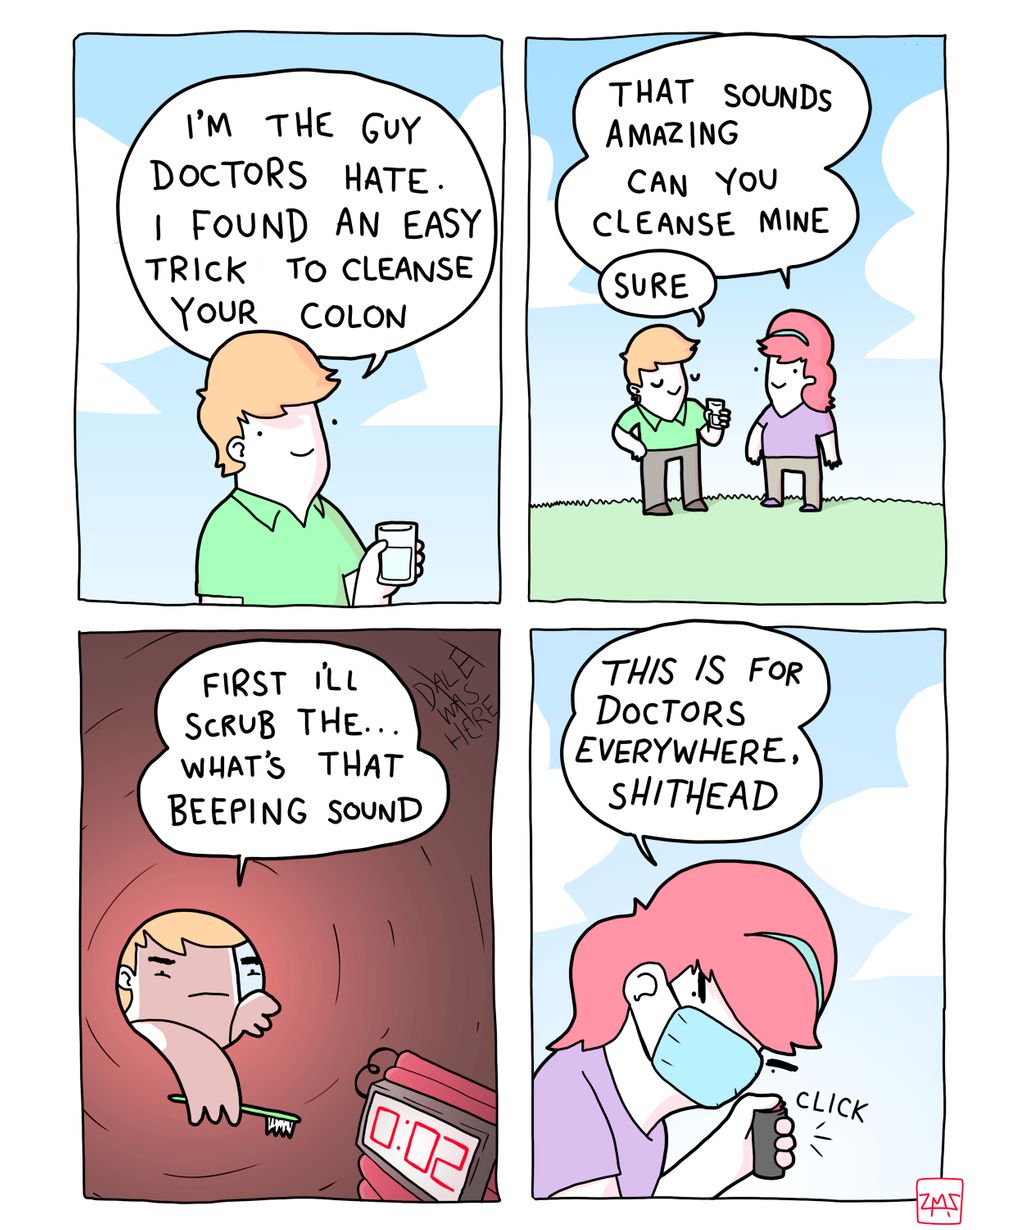 I'M THE GUY
DOCTORS HATE.
I FOUND AN EASY
TRICK TO CLEANSE
YOUR COLON
THAT SOUNDS
AMAZING
CAN YOU
CLEANSE MINE
SURE
FIRST I'LL
SCRUB THE...
WHAT'S THAT
BEEPING SOUND
DALE
WAS
HERE
0:02
THIS IS FOR
DOCTORS
EVERYWHERE,
SHITHEAD
CLICK